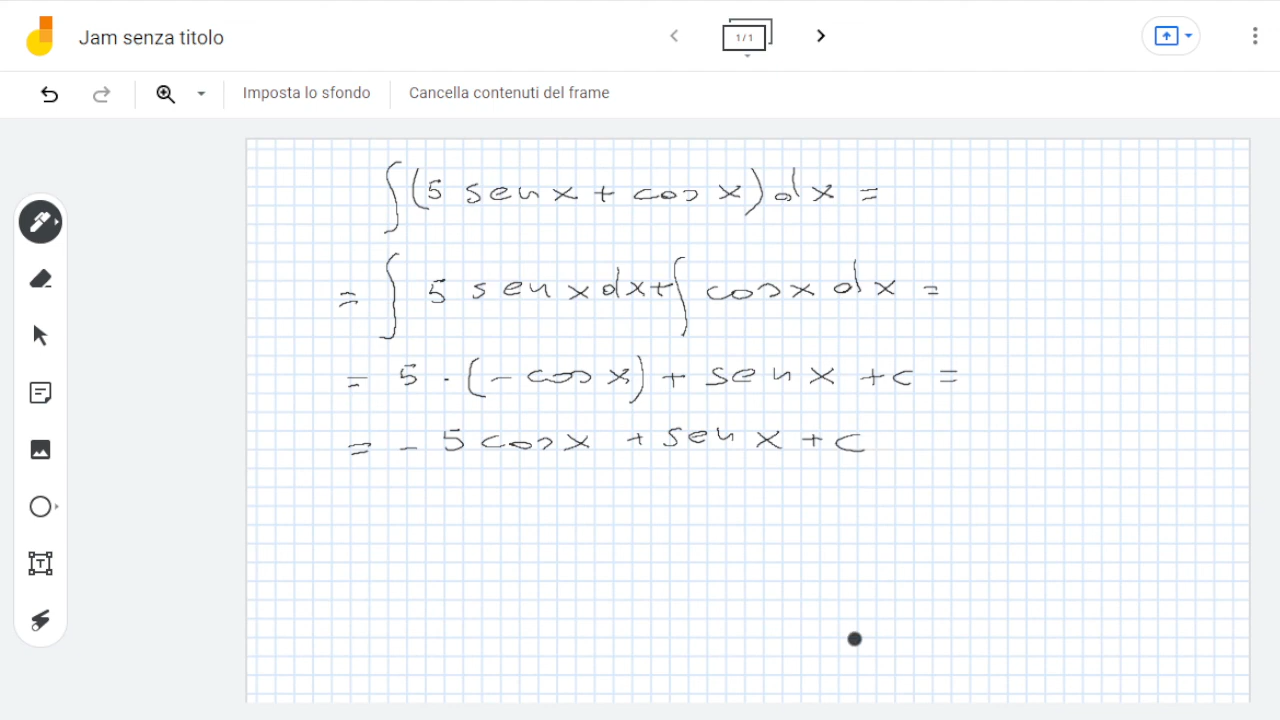 Jam senza titolo
1/1
Imposta lo sfondo
Cancella contenuti del frame
∫(5 sen x + cos x) dx =
= ∫ 5 sen x dx + ∫ cos x dx =
= 5 · (- cos x) + sen x + c =
= - 5 cos x + sen x + c
T